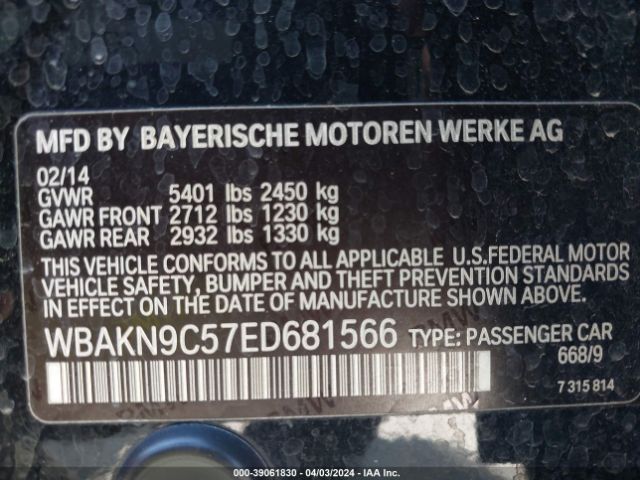 MFD BY BAYERISCHE MOTOREN WERKE AG
02/14
GVWR 5401 lbs 2450 kg
GAWR FRONT 2712 lbs 1230 kg
GAWR REAR 2932 lbs 1330 kg
THIS VEHICLE CONFORMS TO ALL APPLICABLE U.S.FEDERAL MOTOR
VEHICLE SAFETY, BUMPER AND THEFT PREVENTION STANDARDS
IN EFFECT ON THE DATE OF MANUFACTURE SHOWN ABOVE.
WBAKN9C57ED681566 TYPE: PASSENGER CAR
668/9
7 315 814
000-39061830 - 04/03/2024 - IAA Inc.